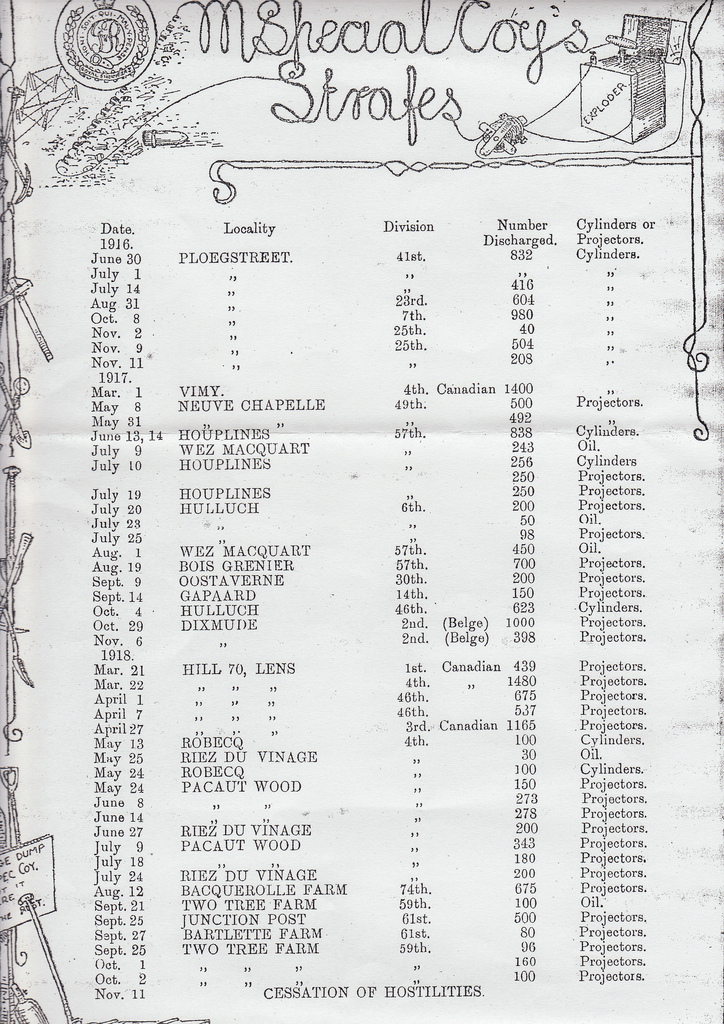 HONI SOIT QUI MAL Y PENSE
M Special Coy's
Strafes
EXPLODER
Date. Locality Division Number Discharged. Cylinders or Projectors.
1916.
June 30 PLOEGSTREET. 41st. 832 Cylinders.
July 1 ,, ,, ,, ,,
July 14 ,, ,, 416 ,,
Aug 31 ,, 23rd. 604 ,,
Oct. 8 ,, 7th. 980 ,,
Nov. 2 ,, 25th. 40 ,,
Nov. 9 ,, 25th. 504 ,,
Nov. 11 ,, ,, 208 ,,
1917.
Mar. 1 VIMY. 4th. Canadian 1400 ,,
May 8 NEUVE CHAPELLE 49th. 500 Projectors.
May 31 ,, ,, ,, 492 ,,
June 13, 14 HOUPLINES 57th. 838 Cylinders.
July 9 WEZ MACQUART ,, 243 Oil.
July 10 HOUPLINES ,, 256 Cylinders
250 Projectors.
July 19 HOUPLINES ,, 250 Projectors.
July 20 HULLUCH 6th. 200 Projectors.
July 23 ,, ,, 50 Oil.
July 25 ,, ,, 98 Projectors.
Aug. 1 WEZ MACQUART 57th. 450 Oil.
Aug. 19 BOIS GRENIER 57th. 700 Projectors.
Sept. 9 OOSTAVERNE 30th. 200 Projectors.
Sept. 14 GAPAARD 14th. 150 Projectors.
Oct. 4 HULLUCH 46th. 623 Cylinders.
Oct. 29 DIXMUDE 2nd. (Belge) 1000 Projectors.
Nov. 6 ,, 2nd. (Belge) 398 Projectors.
1918.
Mar. 21 HILL 70, LENS 1st. Canadian 439 Projectors.
Mar. 22 ,, ,, ,, 4th. ,, 1480 Projectors.
April 1 ,, ,, ,, 46th. 675 Projectors.
April 7 ,, ,, ,, 46th. 537 Projectors.
April 27 ,, ,, ,, 3rd. Canadian 1165 Projectors.
May 13 ROBECQ 4th. 100 Cylinders.
May 25 RIEZ DU VINAGE ,, 30 Oil.
May 24 ROBECQ ,, 100 Cylinders.
May 24 PACAUT WOOD ,, 150 Projectors.
June 8 ,, ,, ,, 273 Projectors.
June 14 ,, ,, ,, 278 Projectors.
June 27 RIEZ DU VINAGE ,, 200 Projectors.
July 9 PACAUT WOOD ,, 343 Projectors.
July 18 ,, ,, ,, 180 Projectors.
July 24 RIEZ DU VINAGE ,, 200 Projectors.
Aug. 12 BACQUEROLLE FARM 74th. 675 Projectors.
Sept. 21 TWO TREE FARM 59th. 100 Oil.
Sept. 25 JUNCTION POST 61st. 500 Projectors.
Sept. 27 BARTLETTE FARM 61st. 80 Projectors.
Sept. 25 TWO TREE FARM 59th. 96 Projectors.
Oct. 1 ,, ,, ,, ,, 160 Projectors.
Oct. 2 ,, ,, ,, ,, 100 Projectors.
Nov. 11 CESSATION OF HOSTILITIES.
DUMP
COY.
IT